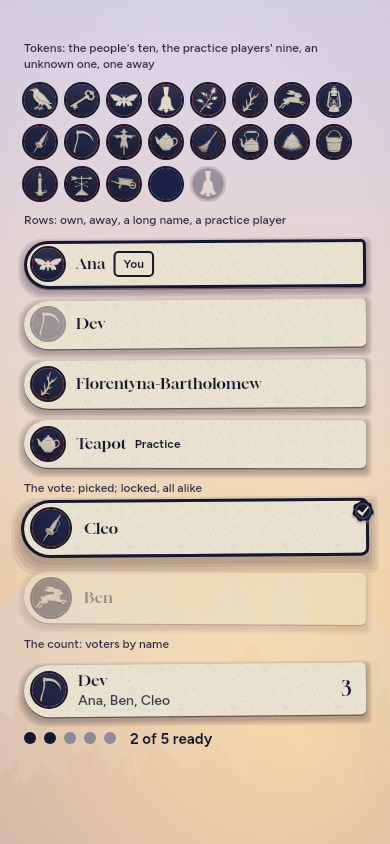 Tokens: the people's ten, the practice players' nine, an
unknown one, one away
Rows: own, away, a long name, a practice player
Ana You
Dev
Florentyna-Bartholomew
Teapot Practice
The vote: picked; locked, all alike
Cleo
Ben
The count: voters by name
Dev
Ana, Ben, Cleo
3
2 of 5 ready